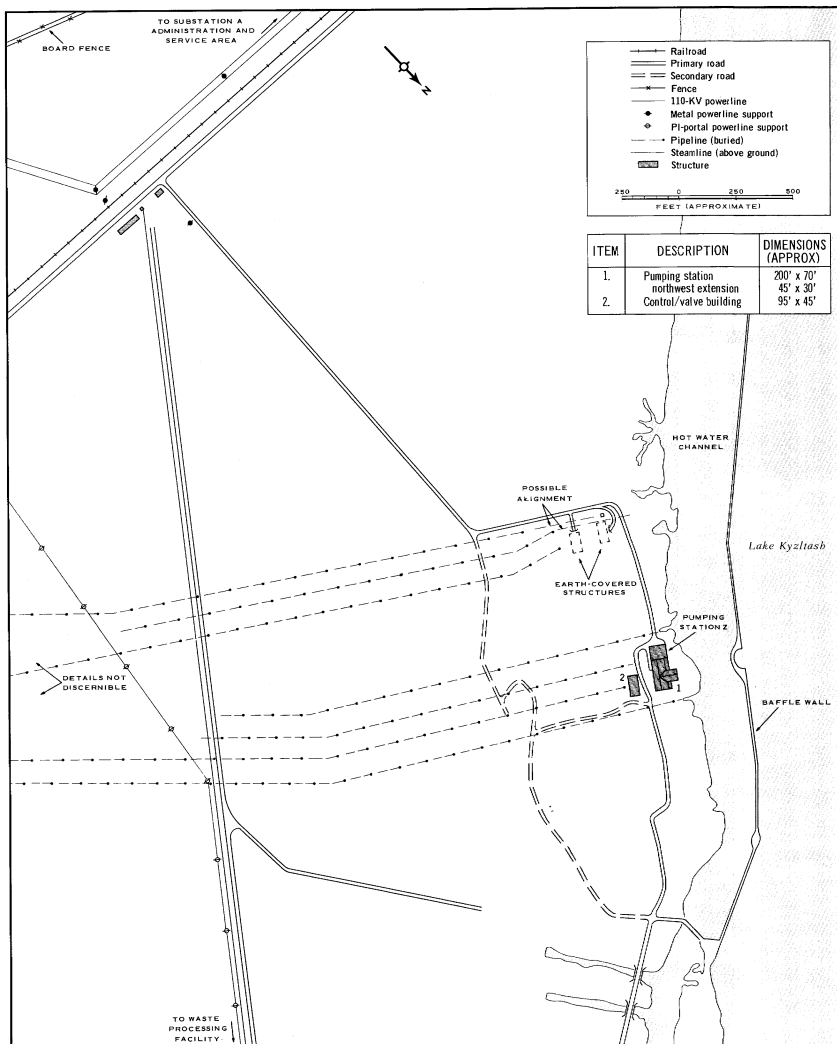 TO SUBSTATION A
ADMINISTRATION AND
SERVICE AREA
BOARD FENCE
N
Railroad
Primary road
Secondary road
Fence
110-KV powerline
Metal powerline support
PI-portal powerline support
Pipeline (buried)
Steamline (above ground)
Structure
250 0 250 500
FEET (APPROXIMATE)
ITEM DESCRIPTION DIMENSIONS
(APPROX)
1. Pumping station 200' x 70'
northwest extension 45' x 30'
2. Control/valve building 95' x 45'
HOT WATER
CHANNEL
POSSIBLE
ALIGNMENT
Lake Kyzltash
EARTH-COVERED
STRUCTURES
PUMPING
STATION 2
DETAILS NOT
DISCERNIBLE
2
1
BAFFLE WALL
TO WASTE
PROCESSING
FACILITY